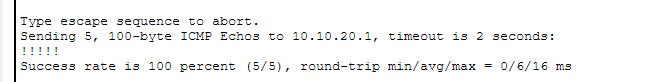 Type escape sequence to abort.
Sending 5, 100-byte ICMP Echos to 10.10.20.1, timeout is 2 seconds:
!!!!!
Success rate is 100 percent (5/5), round-trip min/avg/max = 0/6/16 ms